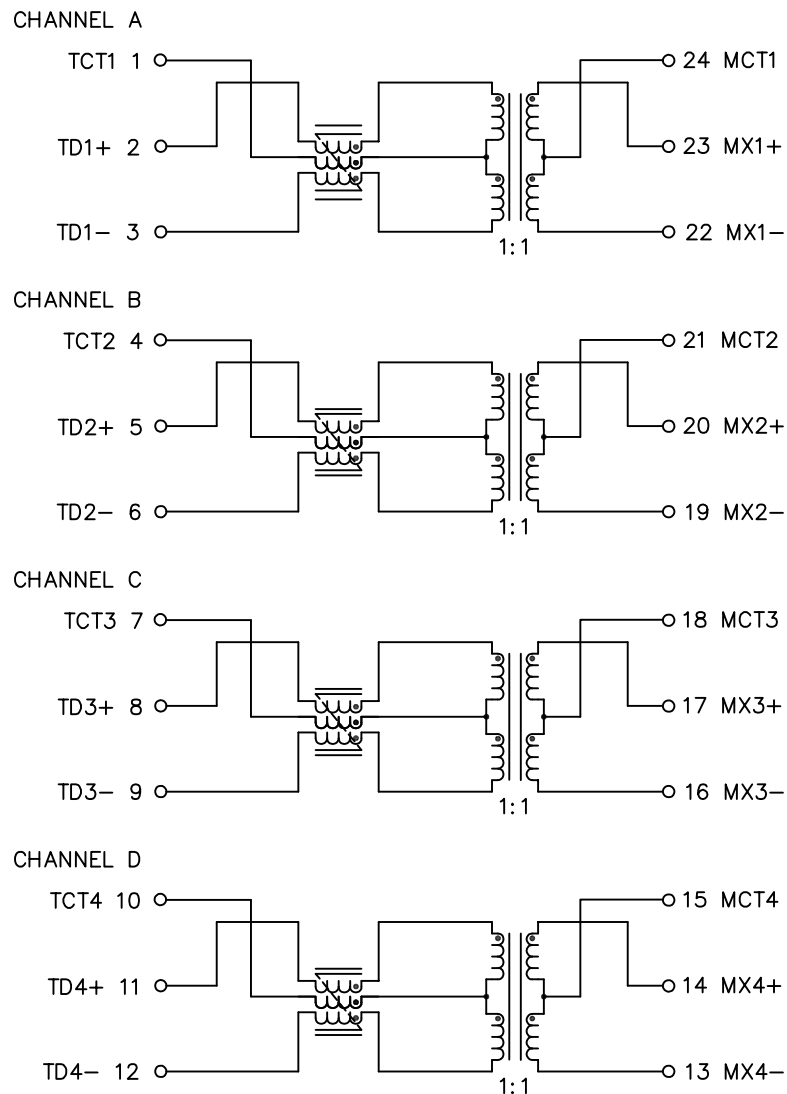 CHANNEL A
TCT1 1 24 MCT1
TD1+ 2 23 MX1+
TD1− 3 22 MX1−
1:1
CHANNEL B
TCT2 4 21 MCT2
TD2+ 5 20 MX2+
TD2− 6 19 MX2−
1:1
CHANNEL C
TCT3 7 18 MCT3
TD3+ 8 17 MX3+
TD3− 9 16 MX3−
1:1
CHANNEL D
TCT4 10 15 MCT4
TD4+ 11 14 MX4+
TD4− 12 13 MX4−
1:1